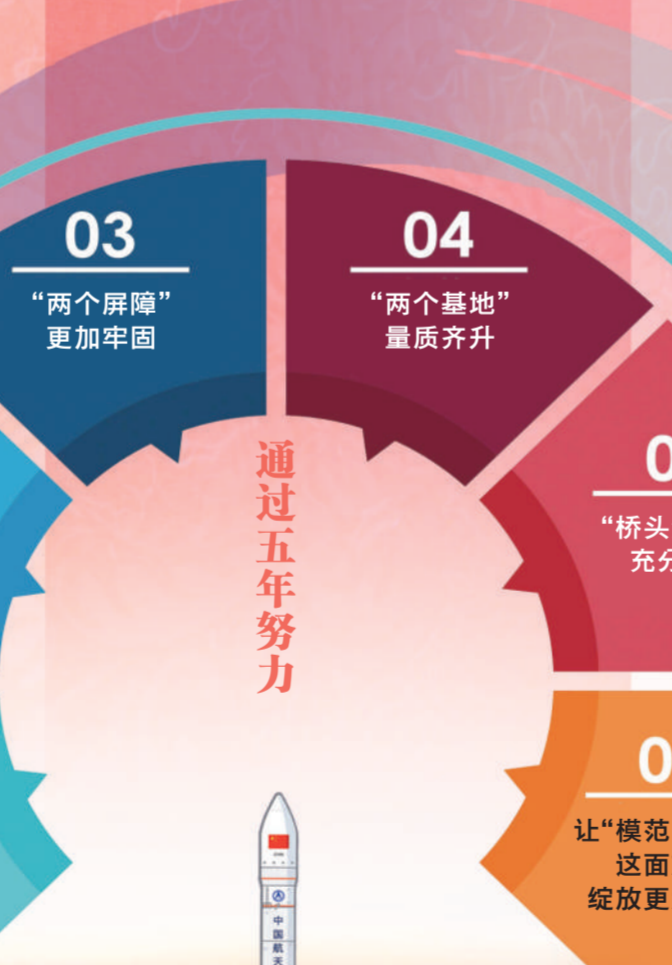 03
“两个屏障”
更加牢固
04
“两个基地”
量质齐升
0
“桥头
充分
0
让“模范
这面
绽放更
通过五年努力
中国航天